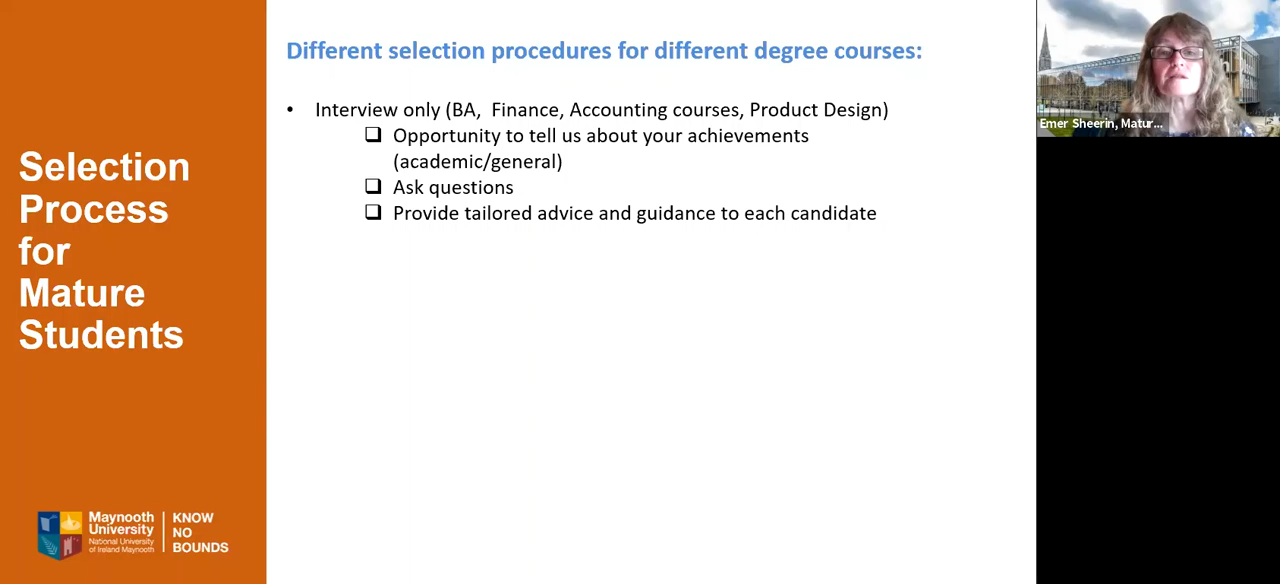 Different selection procedures for different degree courses:
• Interview only (BA, Finance, Accounting courses, Product Design)
❑ Opportunity to tell us about your achievements
(academic/general)
❑ Ask questions
❑ Provide tailored advice and guidance to each candidate
Selection
Process
for
Mature
Students
Maynooth
University
National University
of Ireland Maynooth
KNOW
NO
BOUNDS
Emer Sheerin, Matur...